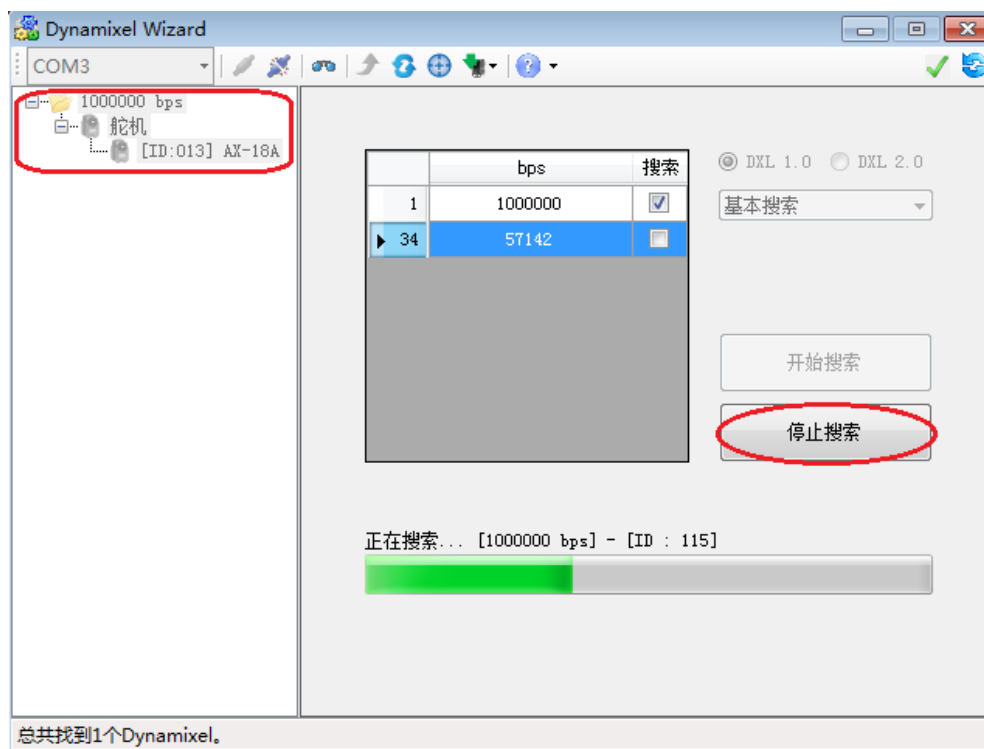 Dynamixel Wizard
COM3
1000000 bps
舵机
[ID:013] AX-18A
bps 搜索
1 1000000
34 57142
DXL 1.0 DXL 2.0
基本搜索
开始搜索
停止搜索
正在搜索... [1000000 bps] - [ID : 115]
总共找到1个Dynamixel。